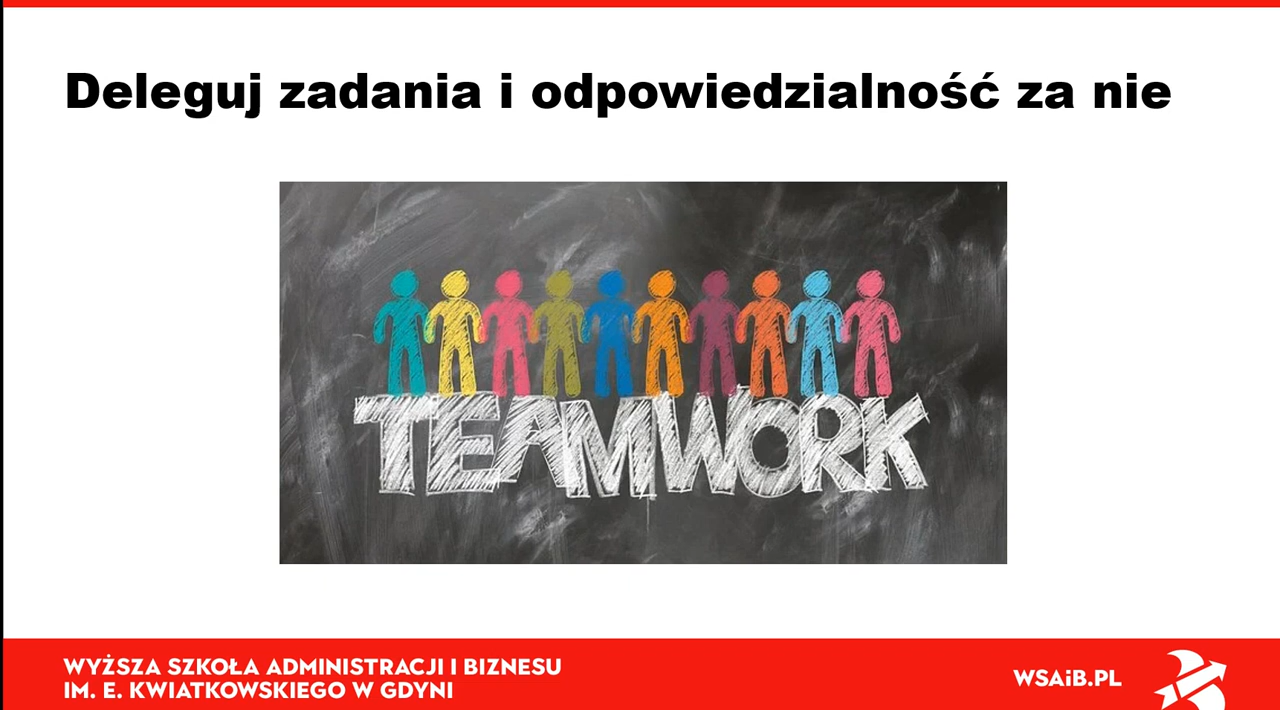 Deleguj zadania i odpowiedzialność za nie
TEAMWORK
WYŻSZA SZKOŁA ADMINISTRACJI I BIZNESU
IM. E. KWIATKOWSKIEGO W GDYNI
WSAiB.PL